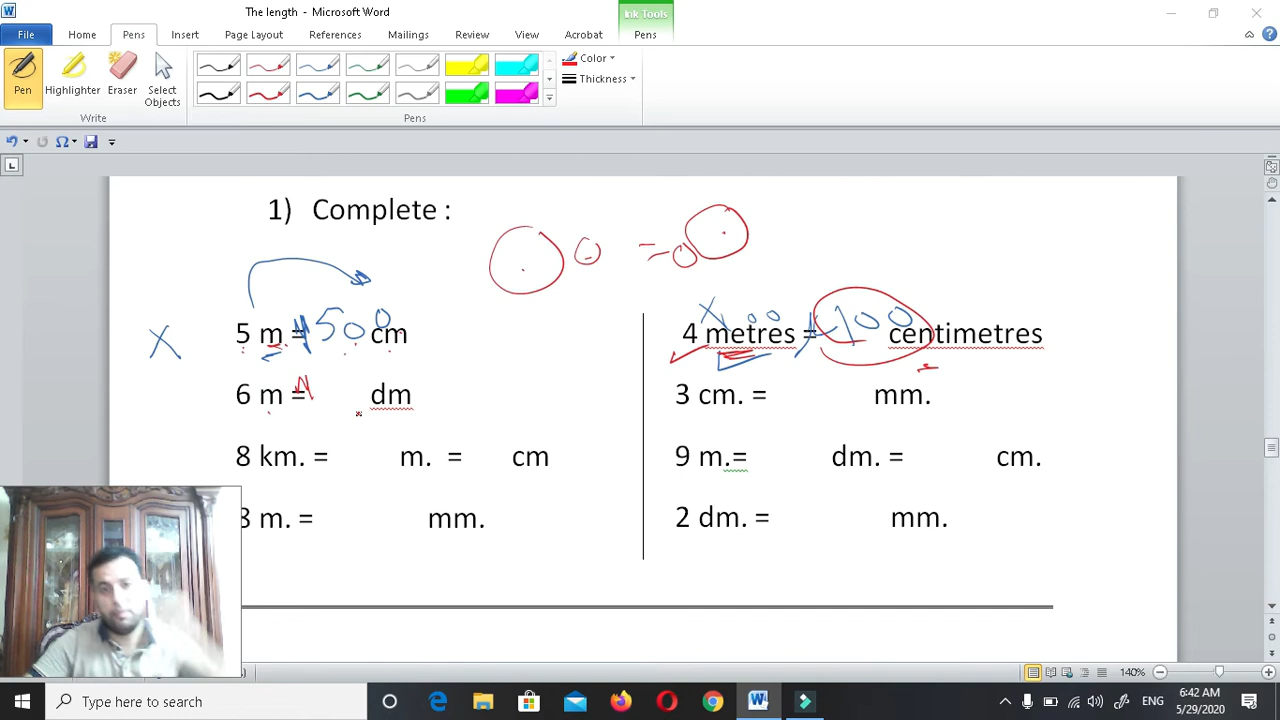 The length - Microsoft Word
Ink Tools
File Home Pens Insert Page Layout References Mailings Review View Acrobat Pens
Pen Highlighter Eraser Select Objects
Color
Thickness
Write Pens
1) Complete :
5 m = 500 cm
6 m = dm
8 km. = m. = cm
8 m. = mm.
x100
4 metres = 400 centimetres
3 cm. = mm.
9 m.= dm. = cm.
2 dm. = mm.
140%
Type here to search
ENG
6:42 AM
5/29/2020